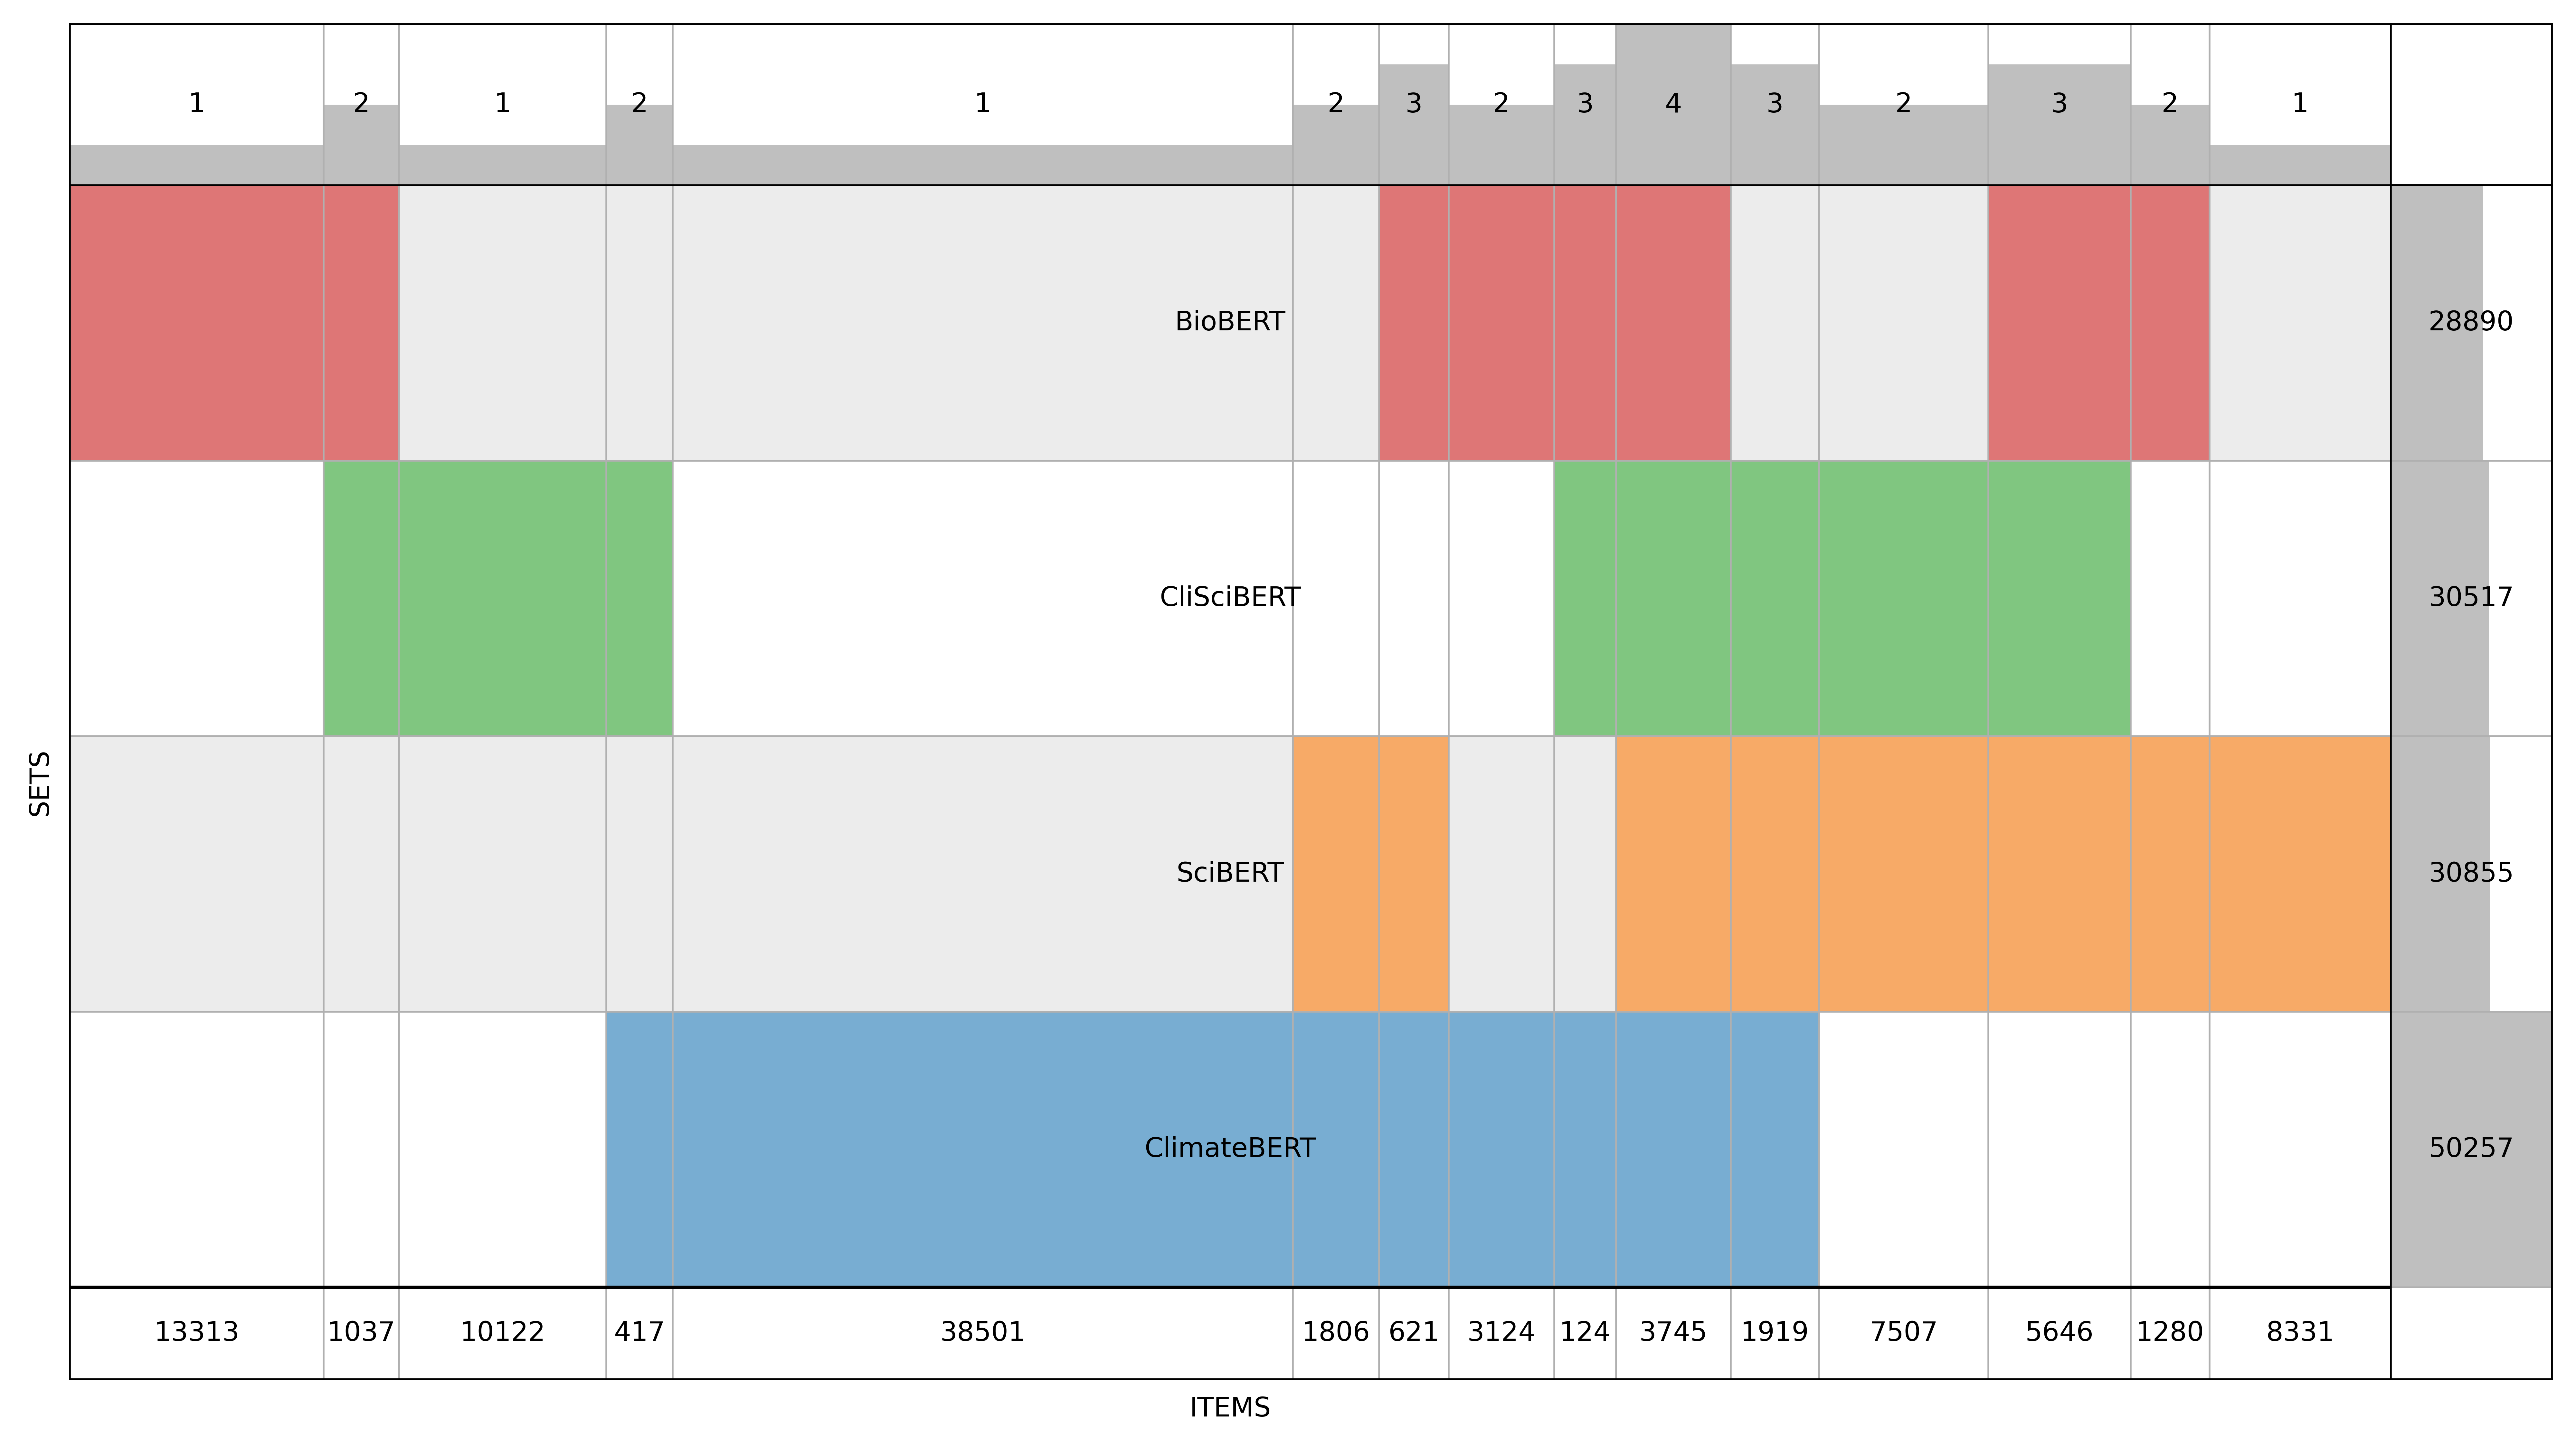 1 2 1 2 1 2 3 2 3 4 3 2 3 2 1
BioBERT 28890
CliSciBERT 30517
SciBERT 30855
SETS
ClimateBERT 50257
13313 1037 10122 417 38501 1806 621 3124 124 3745 1919 7507 5646 1280 8331
ITEMS